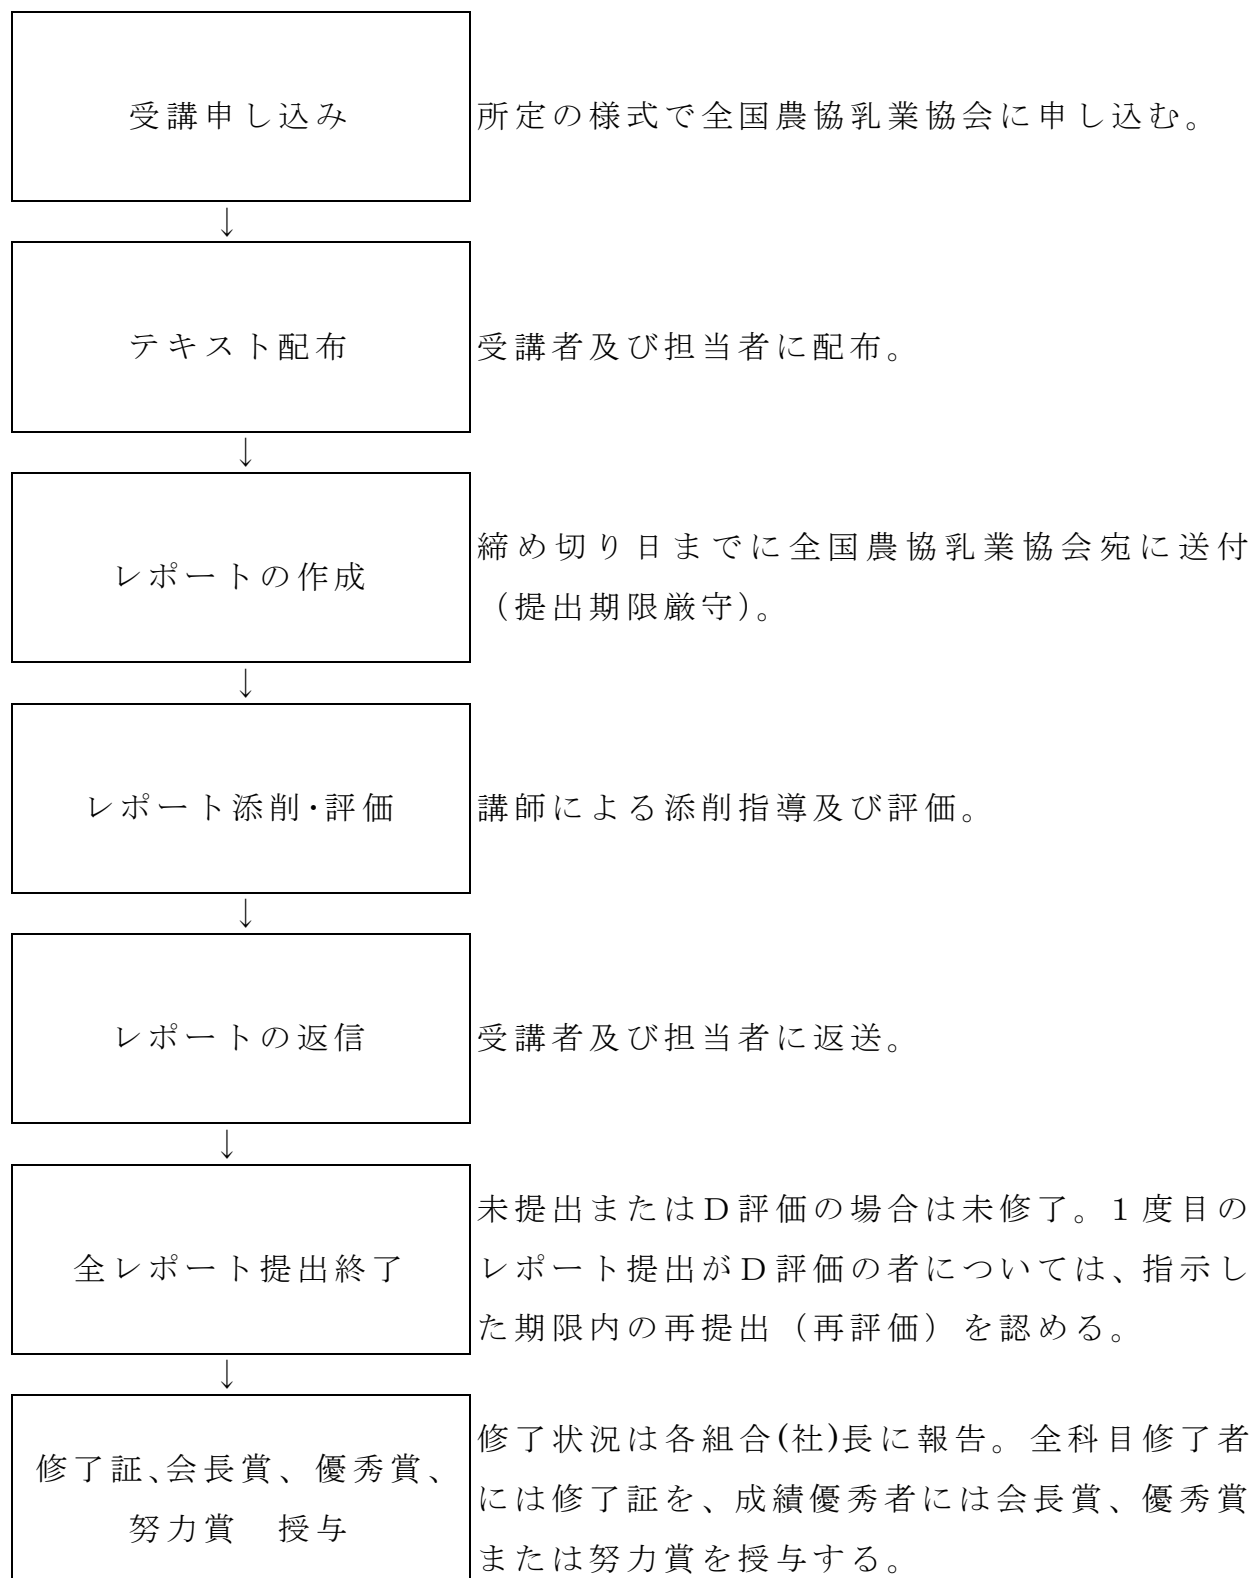 受講申し込み
所定の様式で全国農協乳業協会に申し込む。
↓
テキスト配布
受講者及び担当者に配布。
↓
レポートの作成
締め切り日までに全国農協乳業協会宛に送付
（提出期限厳守）。
↓
レポート添削・評価
講師による添削指導及び評価。
↓
レポートの返信
受講者及び担当者に返送。
↓
全レポート提出終了
未提出またはＤ評価の場合は未修了。１度目の
レポート提出がＤ評価の者については、指示し
た期限内の再提出（再評価）を認める。
↓
修了証、会長賞、優秀賞、
努力賞　授与
修了状況は各組合(社)長に報告。全科目修了者
には修了証を、成績優秀者には会長賞、優秀賞
または努力賞を授与する。